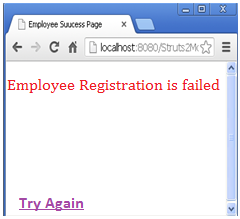 Employee Suucess Page
localhost:8080/Struts2M
Employee Registration is failed
Try Again